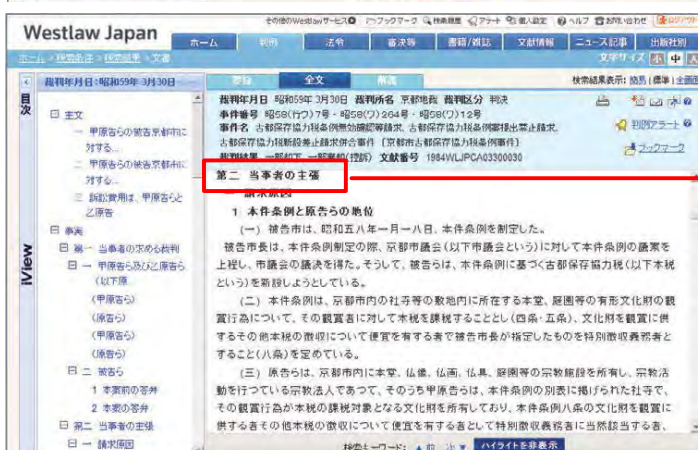 その他のWestlawサービス ブックマーク 検索履歴 アラート 個人設定 ヘルプ お問い合わせ ログアウト
Westlaw Japan
ホーム 判例 法令 審決等 書籍/雑誌 文献情報 ニュース記事 出版社別
ホーム > 検索条件 > 検索結果 > 文書
文字サイズ 小 中 大
裁判年月日:昭和59年 3月30日
全文
検索結果表示: 簡易 | 標準 | 全画面
目次
iView
主文
一 甲原告らの被告京都市に対する...
二 甲原告らの被告京都市に対する...
三 訴訟費用は、甲原告らと乙原告
事実
第一 当事者の求める裁判
一 甲原告ら及び乙原告ら(以下原
(甲原告ら)
(原告ら)
(甲原告ら)
(原告ら)
二 被告ら
1 本案前の答弁
2 本案の答弁
第二 当事者の主張
一 請求原因
裁判年月日 昭和59年 3月30日 裁判所名 京都地裁 裁判区分 判決
事件番号 昭58(行ウ)7号・昭58(ワ)264号・昭58(ワ)12号
事件名 古都保存協力税条例無効確認等請求、古都保存協力税条例案提出禁止請求、
古都保存協力税新設禁止請求併合事件 〔京都市古都保存協力税条例事件〕
裁判結果 一部却下、一部棄却(控訴) 文献番号 1984WLJPCA03300030
判例アラート
ブックマーク
第二 当事者の主張
一 請求原因
1 本件条例と原告らの地位
(一) 被告市は、昭和五八年一月一八日、本件条例を制定した。
被告市長は、本件条例制定の際、京都市議会(以下市議会という)に対して本件条例の議案を
上程し、市議会の議決を得た。そうして、被告らは、本件条例に基づく古都保存協力税(以下本税
という)を新設しようとしている。
(二) 本件条例は、京都市内の社寺等の敷地内に所在する本堂、庭園等の有形文化財の観
賞行為について、その観賞者に対して本税を課税することとし(四条・五条)、文化財を観賞に供
するその他本税の徴収について便宜を有する者で被告市長が指定したものを特別徴収義務者と
すること(八条)を定めている。
(三) 原告らは、京都市内に本堂、仏像、仏画、仏具、庭園等の宗教施設を所有し、宗教活
動を行つている宗教法人であつて、そのうち甲原告らは、本件条例の別表に掲げられた社寺で、
その観賞行為が本税の課税対象となる文化財を所有しており、本件条例八条の文化財を観賞に
供する者その他本税の徴収について便宜を有する者として特別徴収義務者に当然該当する者、
検索キーワード: 前 次 ハイライトを非表示